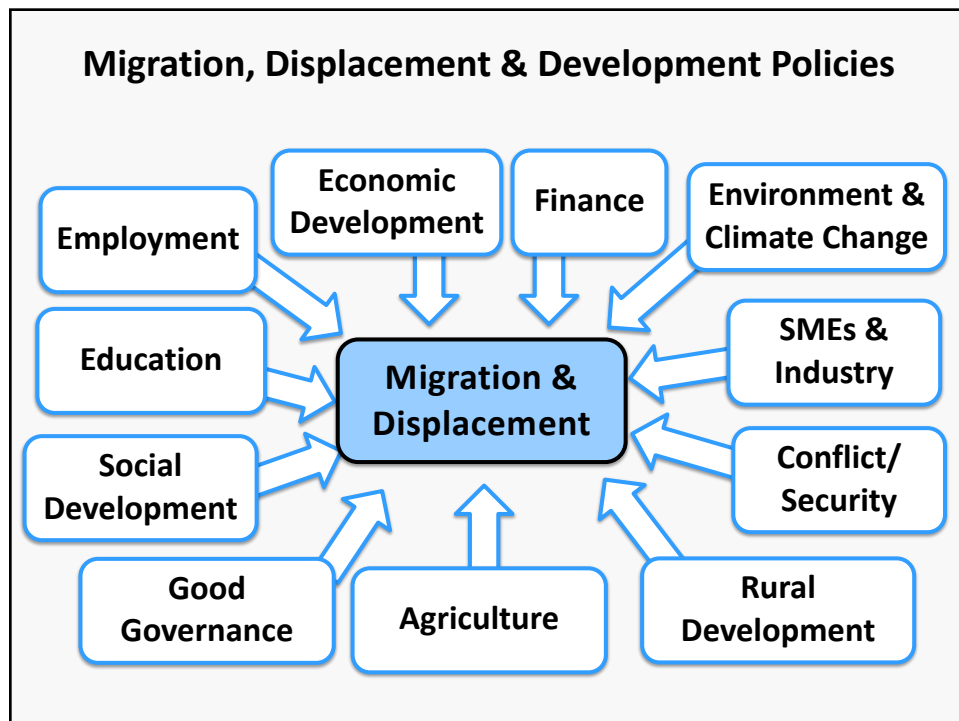 Migration, Displacement & Development Policies
Economic
Development
Finance
Environment &
Climate Change
Employment
Education
SMEs &
Industry
Migration &
Displacement
Social
Development
Conflict/
Security
Good
Governance
Agriculture
Rural
Development